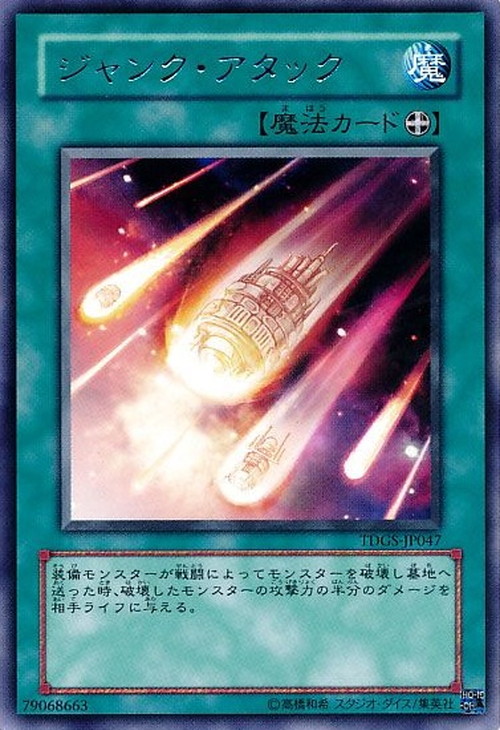 ジャンク・アタック
魔
【魔法カード】
TDGS-JP047
装備モンスターが戦闘によってモンスターを破壊し墓地へ
送った時、破壊したモンスターの攻撃力の半分のダメージを
相手ライフに与える。
79068663
©高橋和希 スタジオ・ダイス/集英社